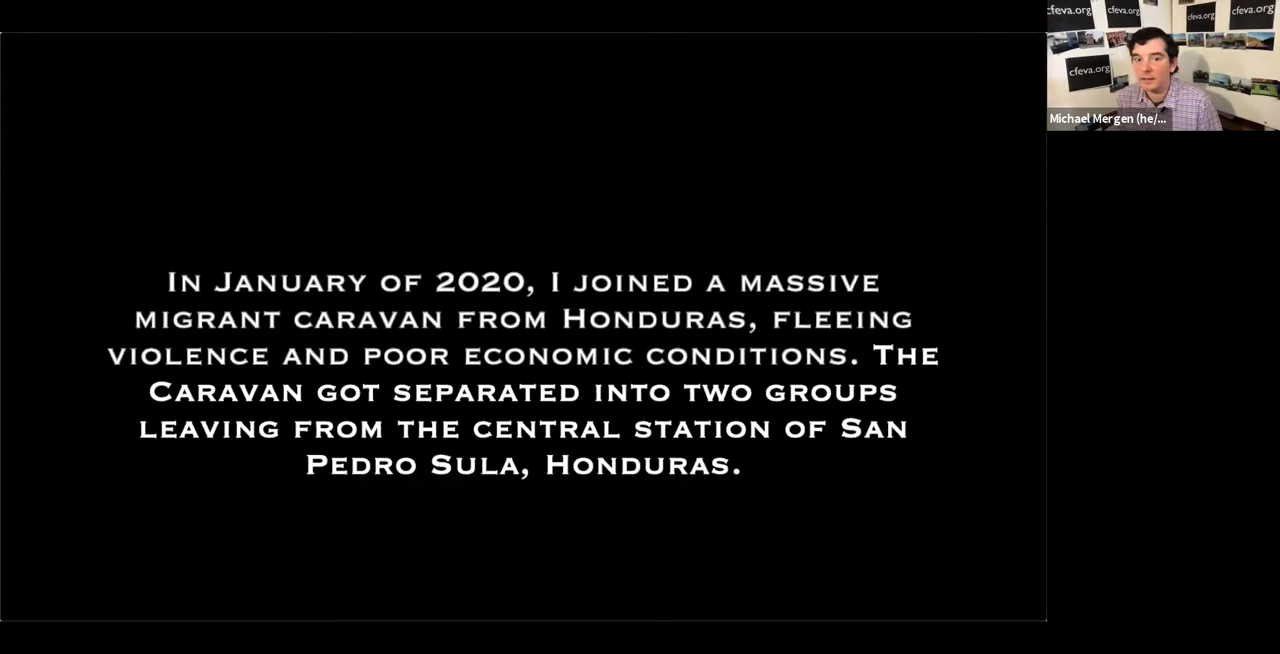 In January of 2020, I joined a massive
migrant caravan from Honduras, fleeing
violence and poor economic conditions. The
Caravan got separated into two groups
leaving from the central station of San
Pedro Sula, Honduras.
cfeva.org
cfeva.org
cfeva.org
cfeva.org
cfeva.org
Michael Mergen (he/...